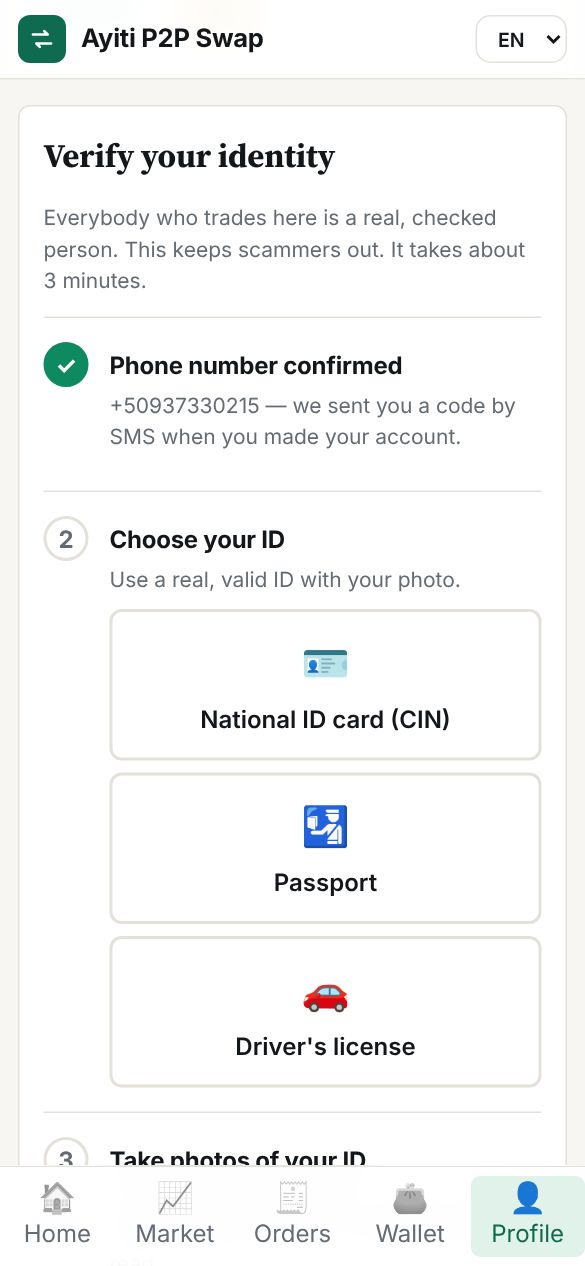 Ayiti P2P Swap
EN
Verify your identity
Everybody who trades here is a real, checked
person. This keeps scammers out. It takes about
3 minutes.
Phone number confirmed
+50937330215 — we sent you a code by
SMS when you made your account.
2
Choose your ID
Use a real, valid ID with your photo.
National ID card (CIN)
Passport
Driver's license
3
Take photos of your ID
Home
Market
Orders
Wallet
Profile